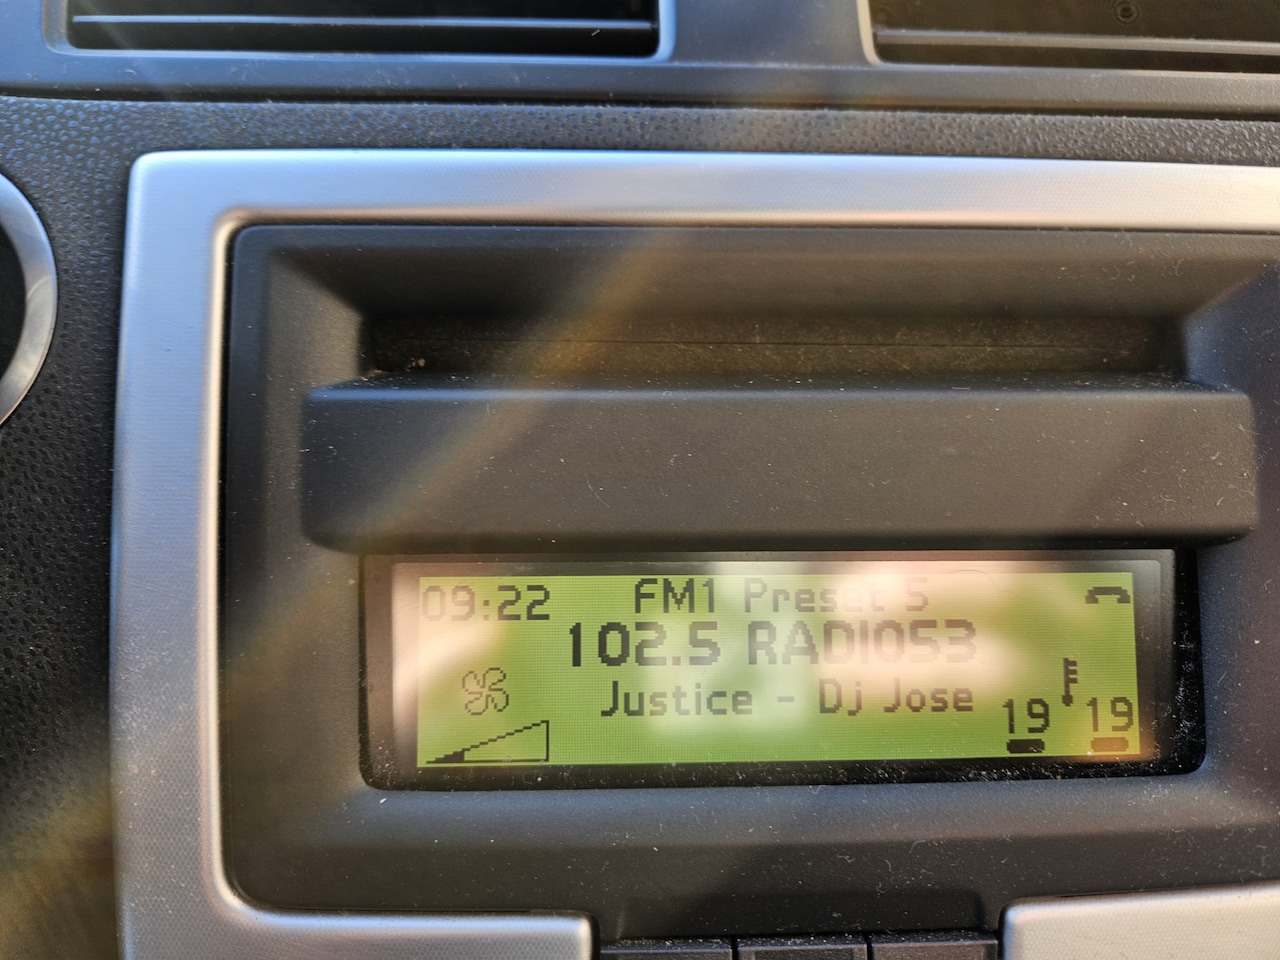 09:22 FM1 Preset 5
102.5 RADIO53
Justice - Dj Jose
19 19